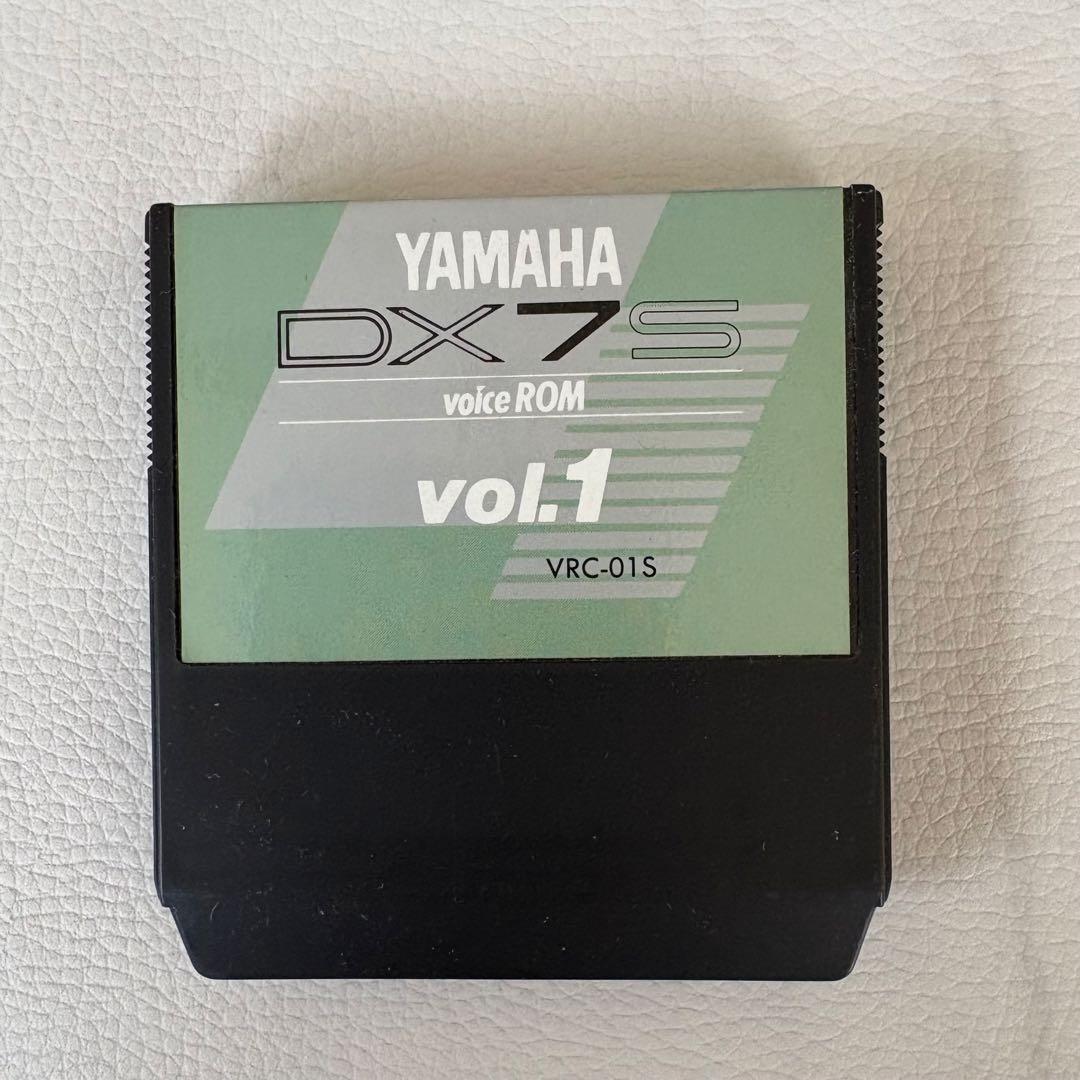 YAMAHA
DX7S
voice ROM
vol.1
VRC-01S